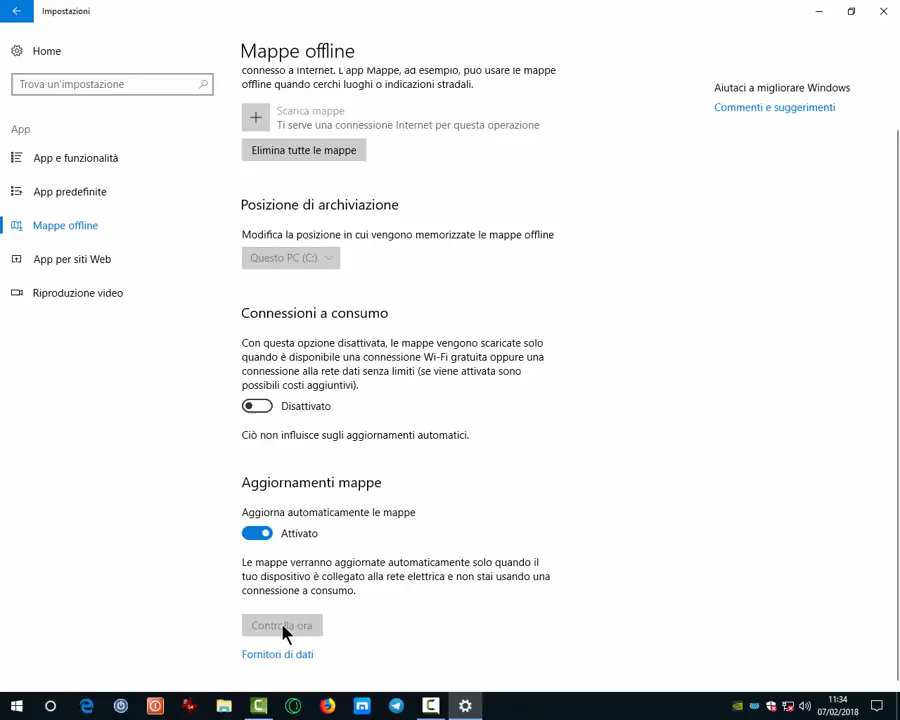 Impostazioni
Home
Trova un'impostazione
App
App e funzionalità
App predefinite
Mappe offline
App per siti Web
Riproduzione video
Mappe offline
connesso a Internet. L'app Mappe, ad esempio, può usare le mappe
offline quando cerchi luoghi o indicazioni stradali.
Scarica mappe
Ti serve una connessione Internet per questa operazione
Elimina tutte le mappe
Posizione di archiviazione
Modifica la posizione in cui vengono memorizzate le mappe offline
Questo PC (C:)
Connessioni a consumo
Con questa opzione disattivata, le mappe vengono scaricate solo
quando è disponibile una connessione Wi-Fi gratuita oppure una
connessione alla rete dati senza limiti (se viene attivata sono
possibili costi aggiuntivi).
Disattivato
Ciò non influisce sugli aggiornamenti automatici.
Aggiornamenti mappe
Aggiorna automaticamente le mappe
Attivato
Le mappe verranno aggiornate automaticamente solo quando il
tuo dispositivo è collegato alla rete elettrica e non stai usando una
connessione a consumo.
Controlla ora
Fornitori di dati
Aiutaci a migliorare Windows
Commenti e suggerimenti
11:34
07/02/2018